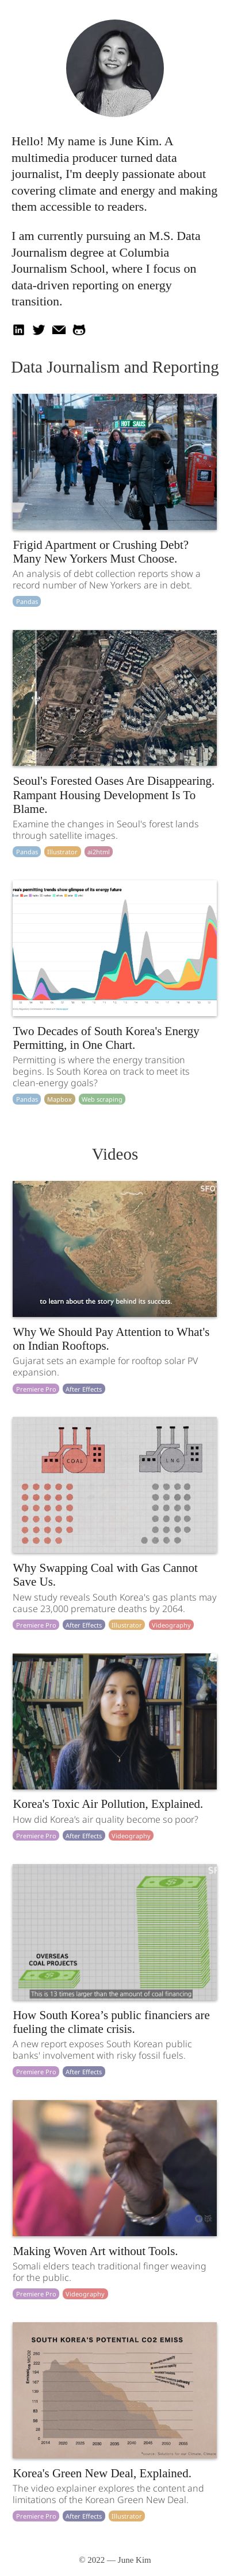 Hello! My name is June Kim. A
multimedia producer turned data
journalist, I'm deeply passionate about
covering climate and energy and making
them accessible to readers.
I am currently pursuing an M.S. Data
Journalism degree at Columbia
Journalism School, where I focus on
data-driven reporting on energy
transition.
Data Journalism and Reporting
Frigid Apartment or Crushing Debt?
Many New Yorkers Must Choose.
An analysis of debt collection reports show a
record number of New Yorkers are in debt.
Pandas
Seoul's Forested Oases Are Disappearing.
Rampant Housing Development Is To
Blame.
Examine the changes in Seoul's forest lands
through satellite images.
Pandas Illustrator ai2html
Two Decades of South Korea's Energy
Permitting, in One Chart.
Permitting is where the energy transition
begins. Is South Korea on track to meet its
clean-energy goals?
Pandas Mapbox Web scraping
Videos
SFO
to learn about the story behind its success.
Why We Should Pay Attention to What's
on Indian Rooftops.
Gujarat sets an example for rooftop solar PV
expansion.
Premiere Pro After Effects
COAL LNG
Why Swapping Coal with Gas Cannot
Save Us.
New study reveals South Korea's gas plants may
cause 23,000 premature deaths by 2064.
Premiere Pro After Effects Illustrator Videography
Korea's Toxic Air Pollution, Explained.
How did Korea's air quality become so poor?
Premiere Pro After Effects Videography
OVERSEAS
COAL PROJECTS
This is 13 times larger than the amount of coal financing
How South Korea’s public financiers are
fueling the climate crisis.
A new report exposes South Korean public
banks' involvement with risky fossil fuels.
Premiere Pro After Effects
Making Woven Art without Tools.
Somali elders teach traditional finger weaving
for the public.
Premiere Pro Videography
SOUTH KOREA'S POTENTIAL CO2 EMISS
Korea's Green New Deal, Explained.
The video explainer explores the content and
limitations of the Korean Green New Deal.
Premiere Pro After Effects Illustrator
© 2022 — June Kim